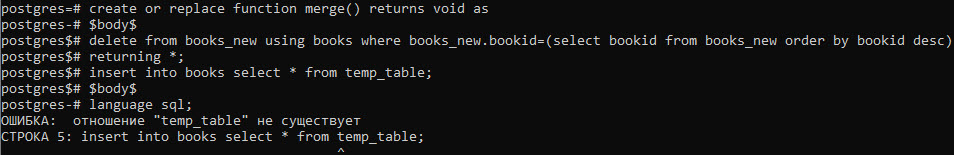 postgres=# create or replace function merge() returns void as
postgres-# $body$
postgres$# delete from books_new using books where books_new.bookid=(select bookid from books_new order by bookid desc)
postgres$# returning *;
postgres$# insert into books select * from temp_table;
postgres$# $body$
postgres-# language sql;
ОШИБКА:  отношение "temp_table" не существует
СТРОКА 5: insert into books select * from temp_table;
^